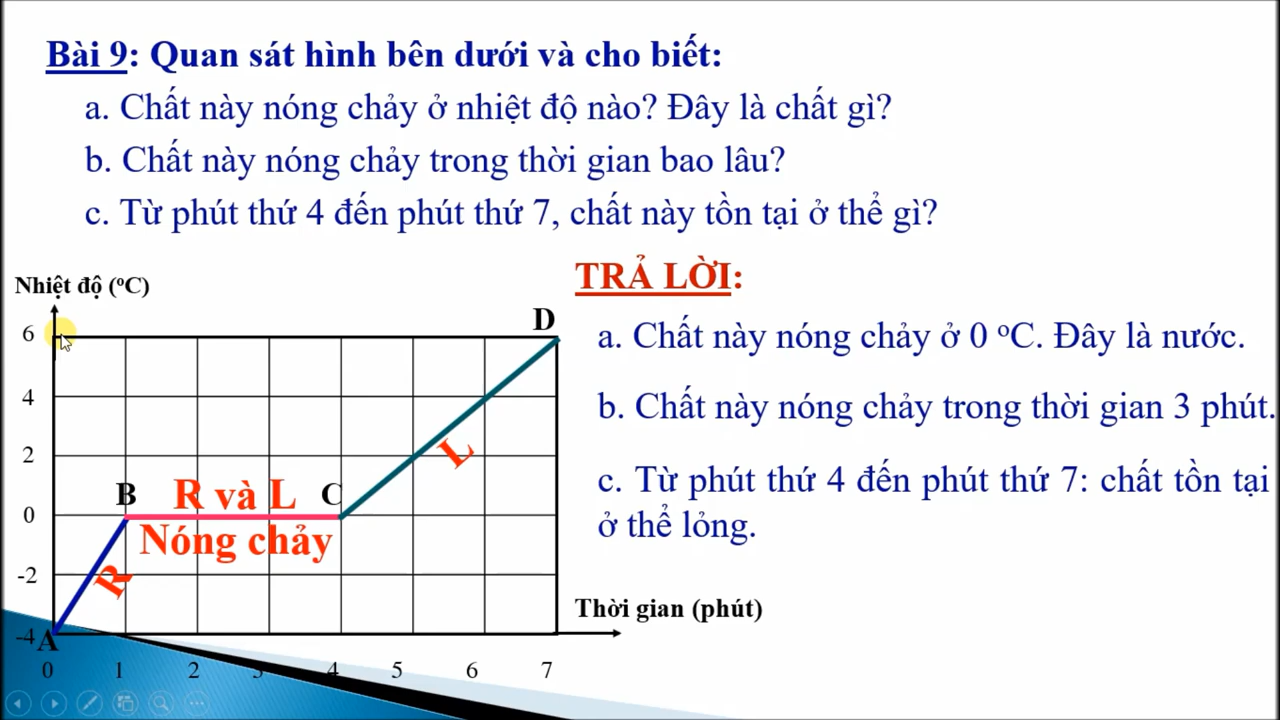 Bài 9: Quan sát hình bên dưới và cho biết:
a. Chất này nóng chảy ở nhiệt độ nào? Đây là chất gì?
b. Chất này nóng chảy trong thời gian bao lâu?
c. Từ phút thứ 4 đến phút thứ 7, chất này tồn tại ở thể gì?
Nhiệt độ (ºC)
6
4
2
0
-2
-4
A
B
C
D
R
R và L
Nóng chảy
L
0 1 2 3 4 5 6 7
Thời gian (phút)
TRẢ LỜI:
a. Chất này nóng chảy ở 0 ºC. Đây là nước.
b. Chất này nóng chảy trong thời gian 3 phút.
c. Từ phút thứ 4 đến phút thứ 7: chất tồn tại
ở thể lỏng.